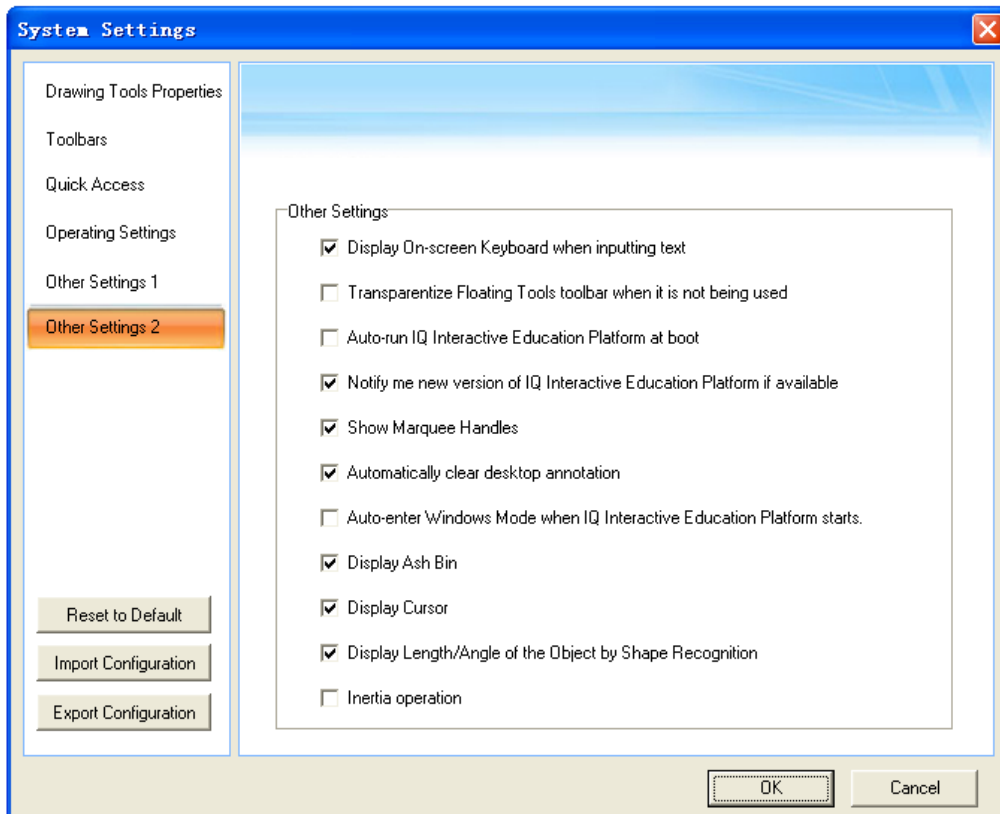 System Settings
Drawing Tools Properties
Toolbars
Quick Access
Operating Settings
Other Settings 1
Other Settings 2
Reset to Default
Import Configuration
Export Configuration
Other Settings
Display On-screen Keyboard when inputting text
Transparentize Floating Tools toolbar when it is not being used
Auto-run IQ Interactive Education Platform at boot
Notify me new version of IQ Interactive Education Platform if available
Show Marquee Handles
Automatically clear desktop annotation
Auto-enter Windows Mode when IQ Interactive Education Platform starts.
Display Ash Bin
Display Cursor
Display Length/Angle of the Object by Shape Recognition
Inertia operation
OK
Cancel